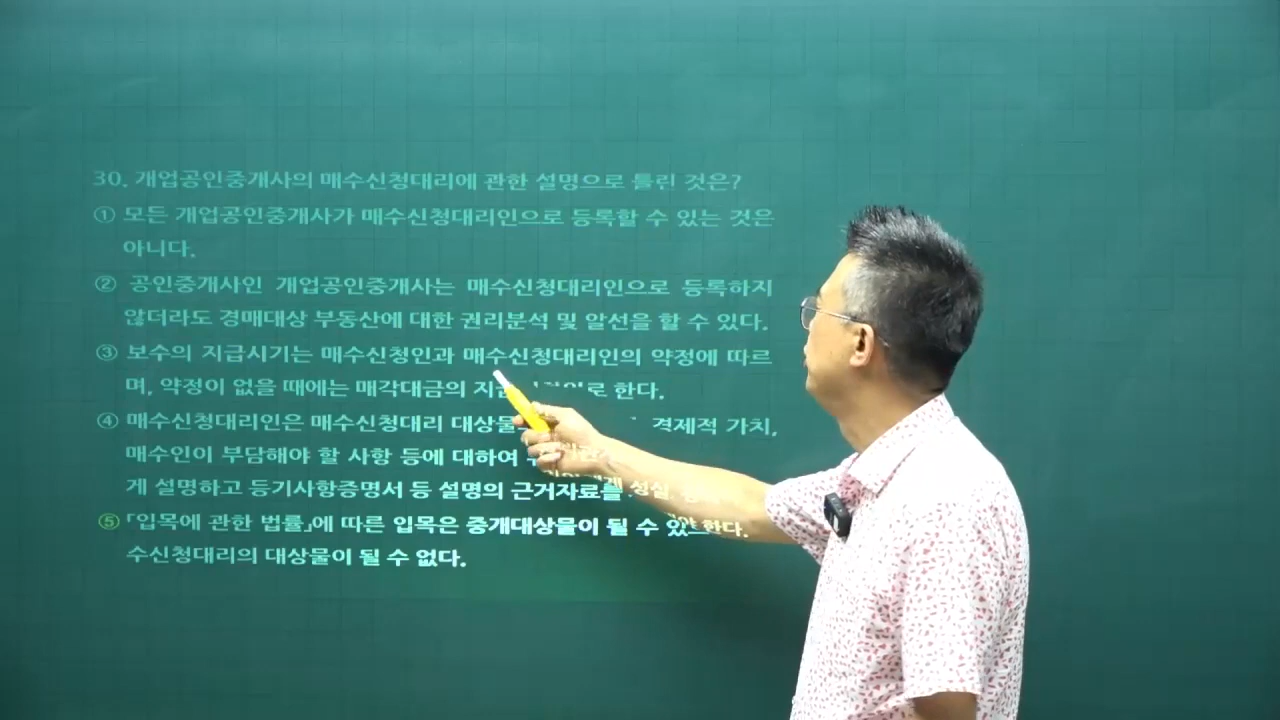 30. 개업공인중개사의 매수신청대리에 관한 설명으로 틀린 것은?
① 모든 개업공인중개사가 매수신청대리인으로 등록할 수 있는 것은
아니다.
② 공인중개사인 개업공인중개사는 매수신청대리인으로 등록하지
않더라도 경매대상 부동산에 대한 권리분석 및 알선을 할 수 있다.
③ 보수의 지급시기는 매수신청인과 매수신청대리인의 약정에 따르
며, 약정이 없을 때에는 매각대금의 로 한다.
④ 매수신청대리인은 매수신청대리 경제적 가치,
매수인이 부담해야 할 사항 등에 대하여
게 설명하고 등기사항증명서 등 설명의 근거자료를 한다.
⑤ 「입목에 관한 법률」에 따른 입목은 중개대상물이 될 수
수신청대리의 대상물이 될 수 없다.